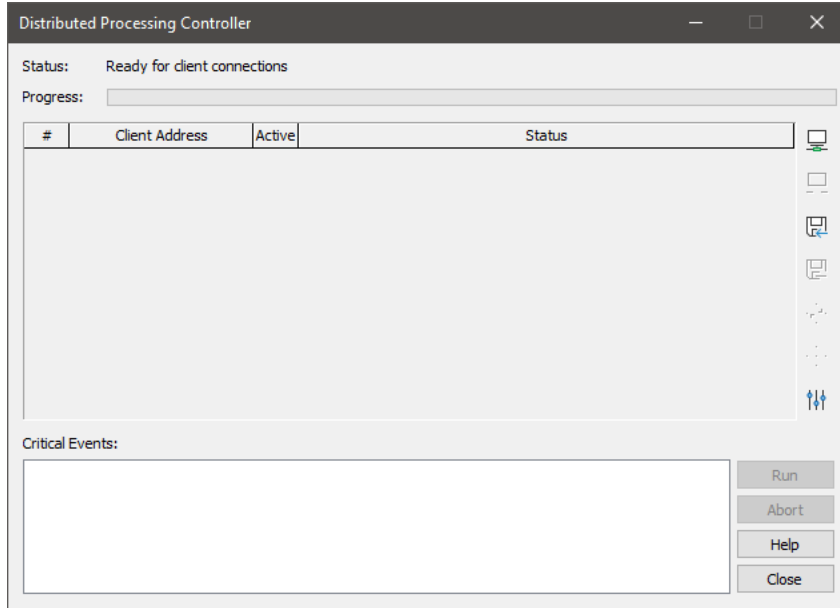 Distributed Processing Controller
Status: Ready for client connections
Progress:
# Client Address Active Status
Critical Events:
Run
Abort
Help
Close